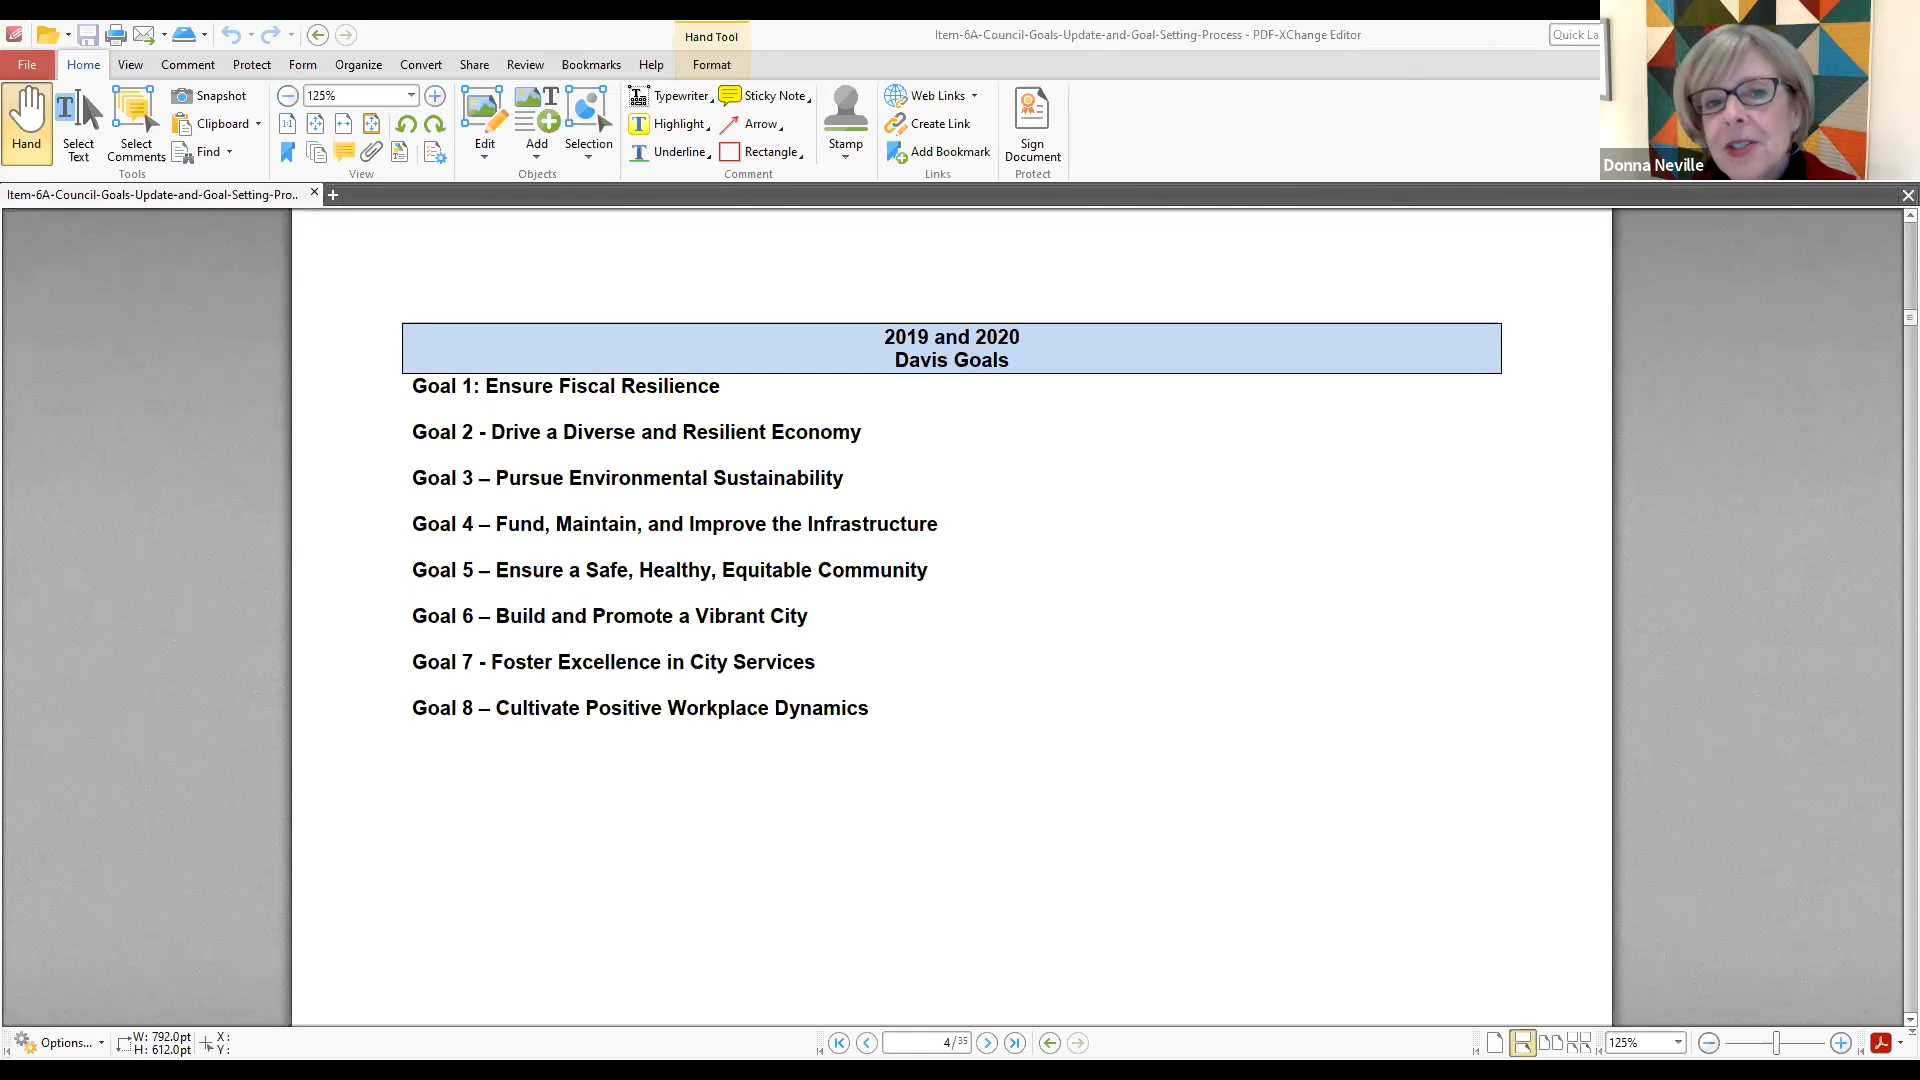 Hand Tool
Item-6A-Council-Goals-Update-and-Goal-Setting-Process - PDF-XChange Editor
Quick La
File
Home
View
Comment
Protect
Form
Organize
Convert
Share
Review
Bookmarks
Help
Format
Hand
Select Text
Select Comments
Snapshot
Clipboard
Find
Tools
125%
View
Edit
Add
Selection
Objects
Typewriter
Sticky Note
Highlight
Arrow
Underline
Rectangle
Stamp
Comment
Web Links
Create Link
Add Bookmark
Links
Sign Document
Protect
Donna Neville
Item-6A-Council-Goals-Update-and-Goal-Setting-Pro..
2019 and 2020
Davis Goals
Goal 1: Ensure Fiscal Resilience
Goal 2 - Drive a Diverse and Resilient Economy
Goal 3 – Pursue Environmental Sustainability
Goal 4 – Fund, Maintain, and Improve the Infrastructure
Goal 5 – Ensure a Safe, Healthy, Equitable Community
Goal 6 – Build and Promote a Vibrant City
Goal 7 - Foster Excellence in City Services
Goal 8 – Cultivate Positive Workplace Dynamics
Options...
W: 792.0pt
H: 612.0pt
X:
Y:
4 / 35
125%